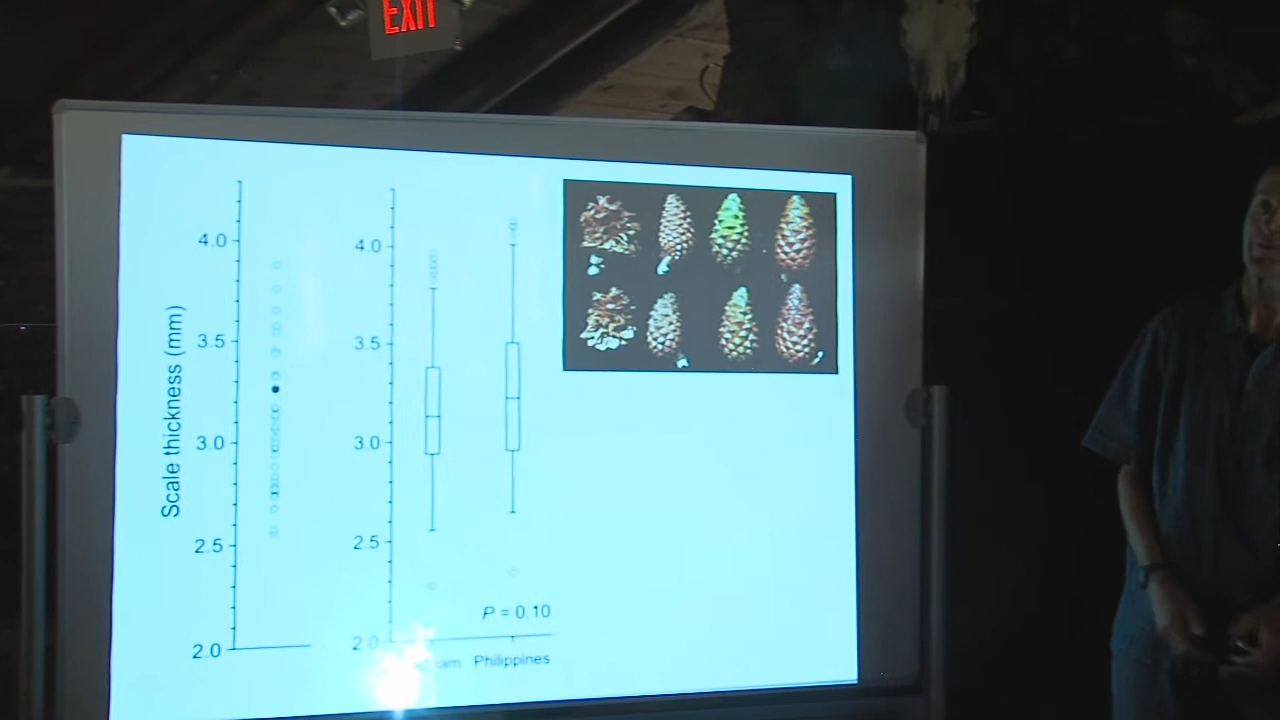 EXIT
Scale thickness (mm)
4.0
3.5
3.0
2.5
2.0
4.0
3.5
3.0
2.5
2.0
P = 0.10
Philippines